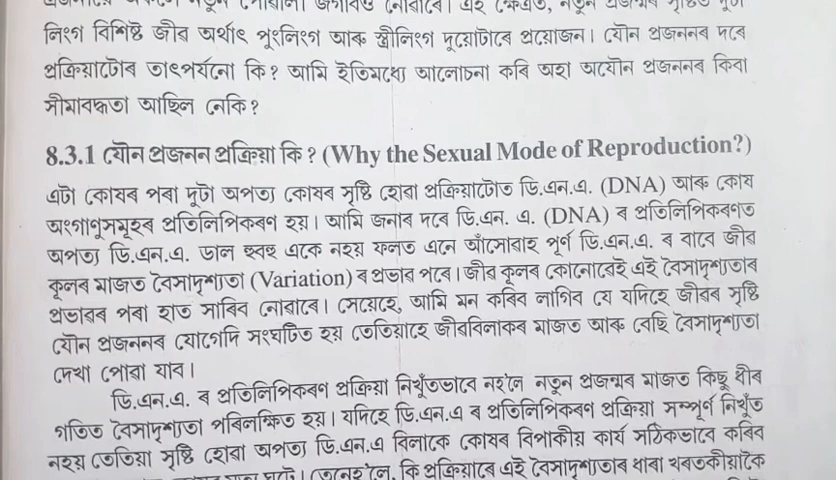 লিংগ বিশিষ্ট জীৱ অৰ্থাৎ পুংলিংগ আৰু স্ত্ৰীলিংগ দুয়োটাৰে প্ৰয়োজন। যৌন প্ৰজননৰ দৰে
প্ৰক্ৰিয়াটোৰ তাৎপৰ্যনো কি? আমি ইতিমধ্যে আলোচনা কৰি অহা অযৌন প্ৰজননৰ কিবা
সীমাবদ্ধতা আছিল নেকি?
8.3.1 যৌন প্ৰজনন প্ৰক্ৰিয়া কি? (Why the Sexual Mode of Reproduction?)
এটা কোষৰ পৰা দুটা অপত্য কোষৰ সৃষ্টি হোৱা প্ৰক্ৰিয়াটোত ডি.এন.এ. (DNA) আৰু কোষ
অংগাণুসমূহৰ প্ৰতিলিপিকৰণ হয়। আমি জনাৰ দৰে ডি.এন. এ. (DNA) ৰ প্ৰতিলিপিকৰণত
অপত্য ডি.এন.এ. ডাল হুবহু একে নহয় ফলত এনে আঁসোৱাহ পূৰ্ণ ডি.এন.এ. ৰ বাবে জীৱ
কূলৰ মাজত বৈসাদৃশ্যতা (Variation) ৰ প্ৰভাৱ পৰে। জীৱ কূলৰ কোনোৱেই এই বৈসাদৃশ্যতাৰ
প্ৰভাৱৰ পৰা হাত সাৰিব নোৱাৰে। সেয়েহে, আমি মন কৰিব লাগিব যে যদিহে জীৱৰ সৃষ্টি
যৌন প্ৰজননৰ যোগেদি সংঘটিত হয় তেতিয়াহে জীৱবিলাকৰ মাজত আৰু বেছি বৈসাদৃশ্যতা
দেখা পোৱা যাব।
ডি.এন.এ. ৰ প্ৰতিলিপিকৰণ প্ৰক্ৰিয়া নিখুঁতভাবে নহ'লে নতুন প্ৰজন্মৰ মাজত কিছু ধীৰ
গতিত বৈসাদৃশ্যতা পৰিলক্ষিত হয়। যদিহে ডি.এন.এ ৰ প্ৰতিলিপিকৰণ প্ৰক্ৰিয়া সম্পূৰ্ণ নিখুঁত
নহয় তেতিয়া সৃষ্টি হোৱা অপত্য ডি.এন.এ বিলাকে কোষৰ বিপাকীয় কাৰ্য সঠিকভাবে কৰিব
তেনেহ'লে, কি প্ৰক্ৰিয়াৰে এই বৈসাদৃশ্যতাৰ ধাৰা থৰতকীয়াকৈ